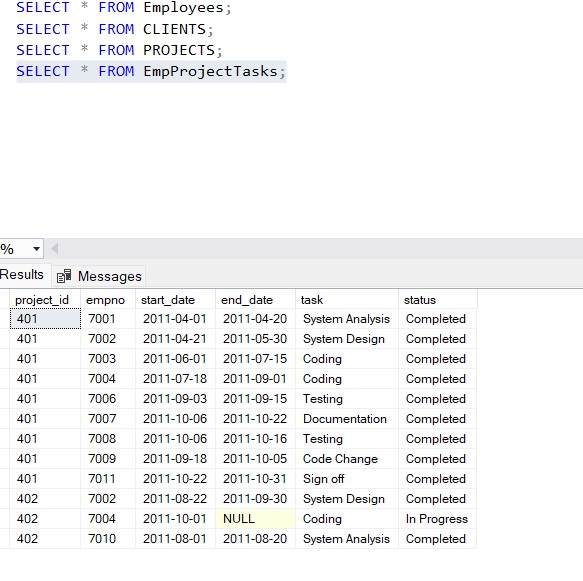 SELECT * FROM Employees;
SELECT * FROM CLIENTS;
SELECT * FROM PROJECTS;
SELECT * FROM EmpProjectTasks;
%
Results Messages
project_id empno start_date end_date task status
401 7001 2011-04-01 2011-04-20 System Analysis Completed
401 7002 2011-04-21 2011-05-30 System Design Completed
401 7003 2011-06-01 2011-07-15 Coding Completed
401 7004 2011-07-18 2011-09-01 Coding Completed
401 7006 2011-09-03 2011-09-15 Testing Completed
401 7007 2011-10-06 2011-10-22 Documentation Completed
401 7008 2011-10-06 2011-10-16 Testing Completed
401 7009 2011-09-18 2011-10-05 Code Change Completed
401 7011 2011-10-22 2011-10-31 Sign off Completed
402 7002 2011-08-22 2011-09-30 System Design Completed
402 7004 2011-10-01 NULL Coding In Progress
402 7010 2011-08-01 2011-08-20 System Analysis Completed